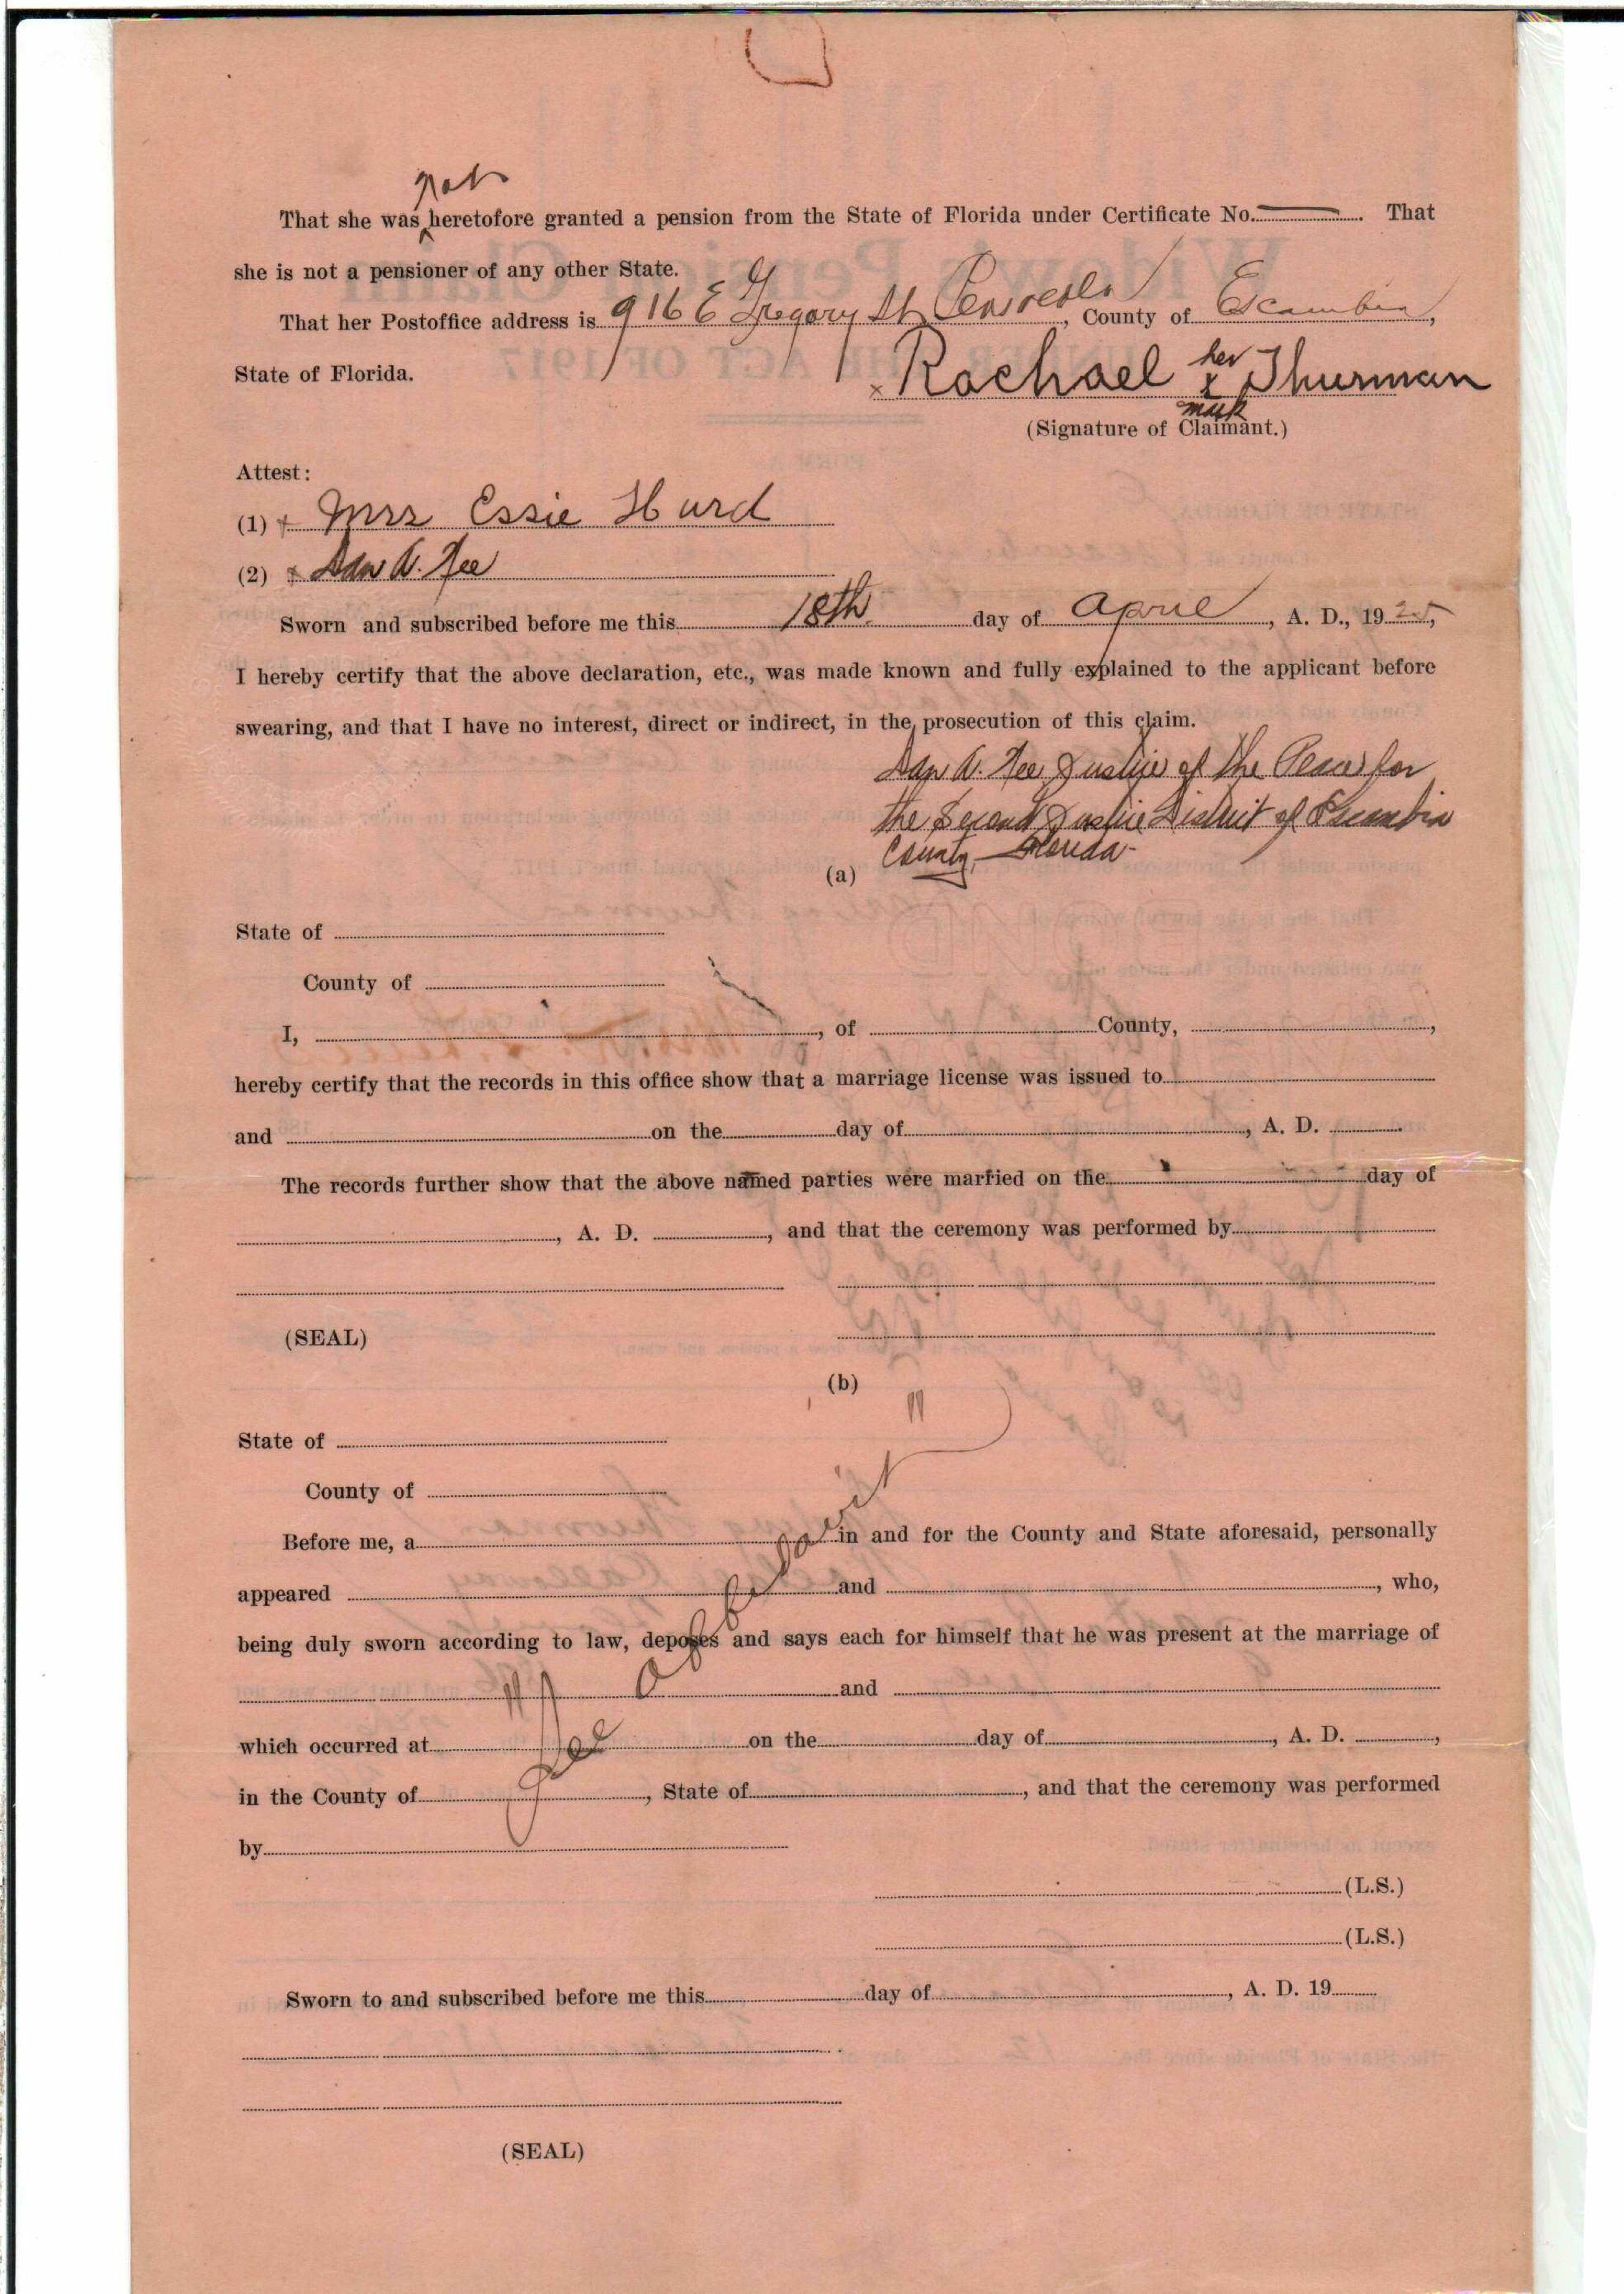 not
That she was heretofore granted a pension from the State of Florida under Certificate No. —. That
she is not a pensioner of any other State.
That her Postoffice address is 916 E Gregory St Pensacola, County of Escambia,
State of Florida.
x Rachael her x mark Thurman
(Signature of Claimant.)
Attest:
(1) x Mrs Essie Hurd
(2) x
Sworn and subscribed before me this 18th day of April, A. D., 1925,
I hereby certify that the above declaration, etc., was made known and fully explained to the applicant before
swearing, and that I have no interest, direct or indirect, in the prosecution of this claim.
Justice of the Peace for
the Second Justice District of Escambia
County, Florida
(a)
State of
County of
I, , of County, ,
hereby certify that the records in this office show that a marriage license was issued to
and on the day of , A. D.
The records further show that the above named parties were married on the day of
, A. D. , and that the ceremony was performed by
(SEAL)
(b)
State of
County of
Before me, a in and for the County and State aforesaid, personally
appeared and , who,
being duly sworn according to law, deposes and says each for himself that he was present at the marriage of
and
which occurred at on the day of , A. D. ,
in the County of , State of , and that the ceremony was performed
by
(L.S.)
(L.S.)
Sworn to and subscribed before me this day of , A. D. 19
(SEAL)